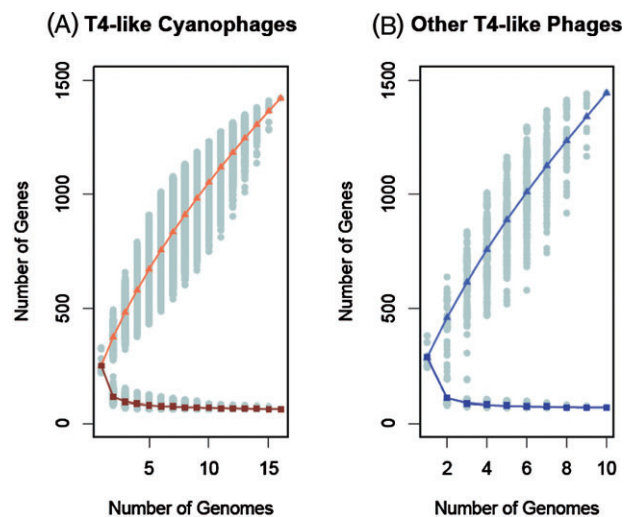 (A) T4-like Cyanophages
Number of Genes
1500
1000
500
0
5
10
15
Number of Genomes
(B) Other T4-like Phages
Number of Genes
1500
1000
500
0
2
4
6
8
10
Number of Genomes